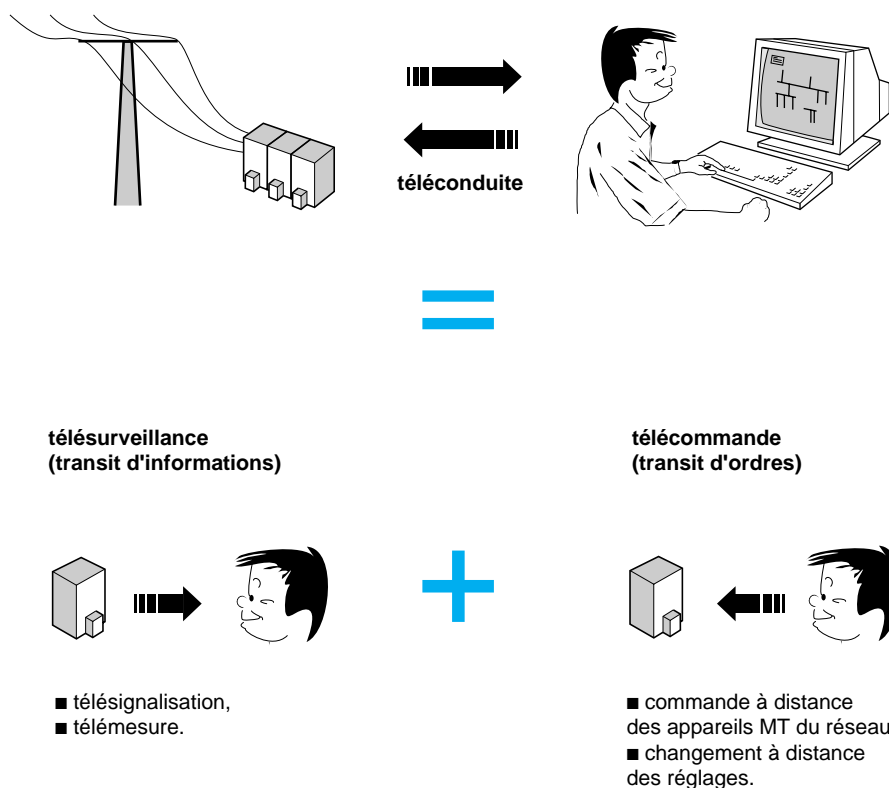 téléconduite
télésurveillance
(transit d'informations)
télécommande
(transit d'ordres)
■ télésignalisation,
■ télémesure.
■ commande à distance
des appareils MT du réseau
■ changement à distance
des réglages.